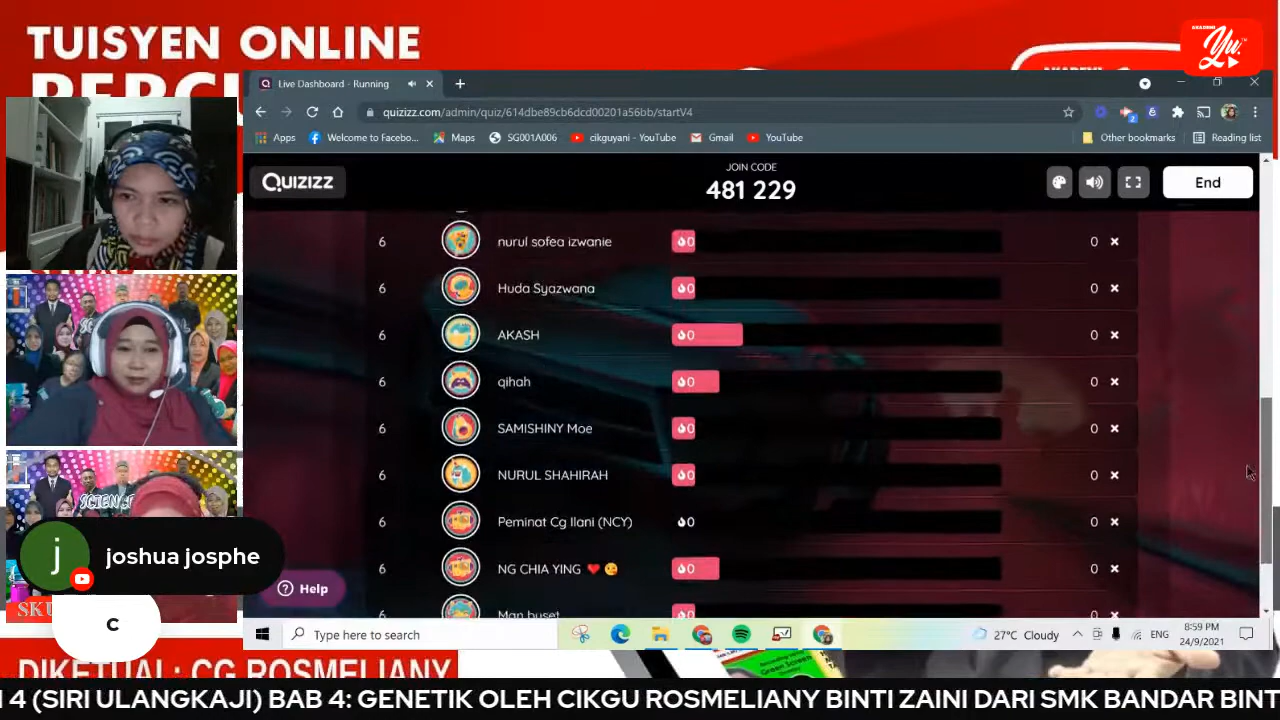 TUISYEN ONLINE
Live Dashboard - Running
quizizz.com/admin/quiz/614dbe89cb6dcd00201a56bb/startV4
Apps
Welcome to Facebo...
Maps
SG001A006
cikguyani - YouTube
Gmail
YouTube
Other bookmarks
Reading list
Quizizz
JOIN CODE
481 229
End
6 nurul sofea izwanie 0 0
6 Huda Syazwana 0 0
6 AKASH 0 0
6 qihah 0 0
6 SAMISHINY Moe 0 0
6 NURUL SHAHIRAH 0 0
6 Peminat Cg Ilani (NCY) 0 0
6 NG CHIA YING ❤️ 😘 0 0
6 Man buset 0 0
Help
j joshua josphe
c
Type here to search
27°C Cloudy
ENG
8:59 PM
24/9/2021
DIKETUAI : CG ROSMELIANY
4 (SIRI ULANGKAJI) BAB 4: GENETIK OLEH CIKGU ROSMELIANY BINTI ZAINI DARI SMK BANDAR BINT